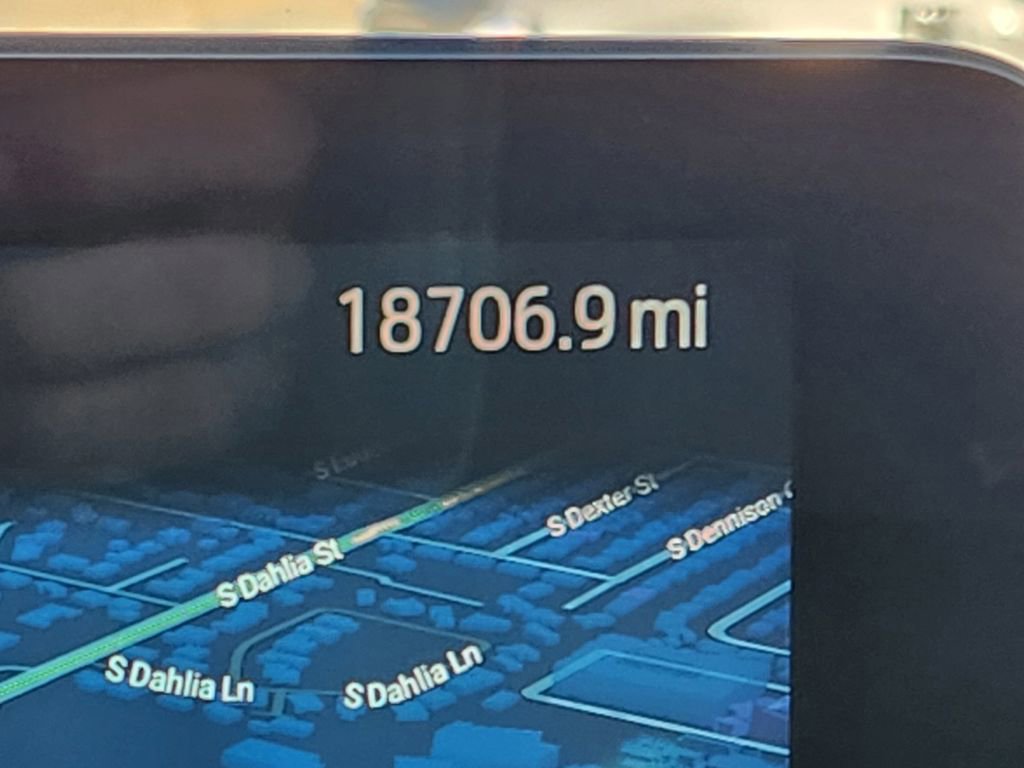 18706.9 mi
S Dexter St
S Dennison
S Dahlia St
S Dahlia Ln
S Dahlia Ln